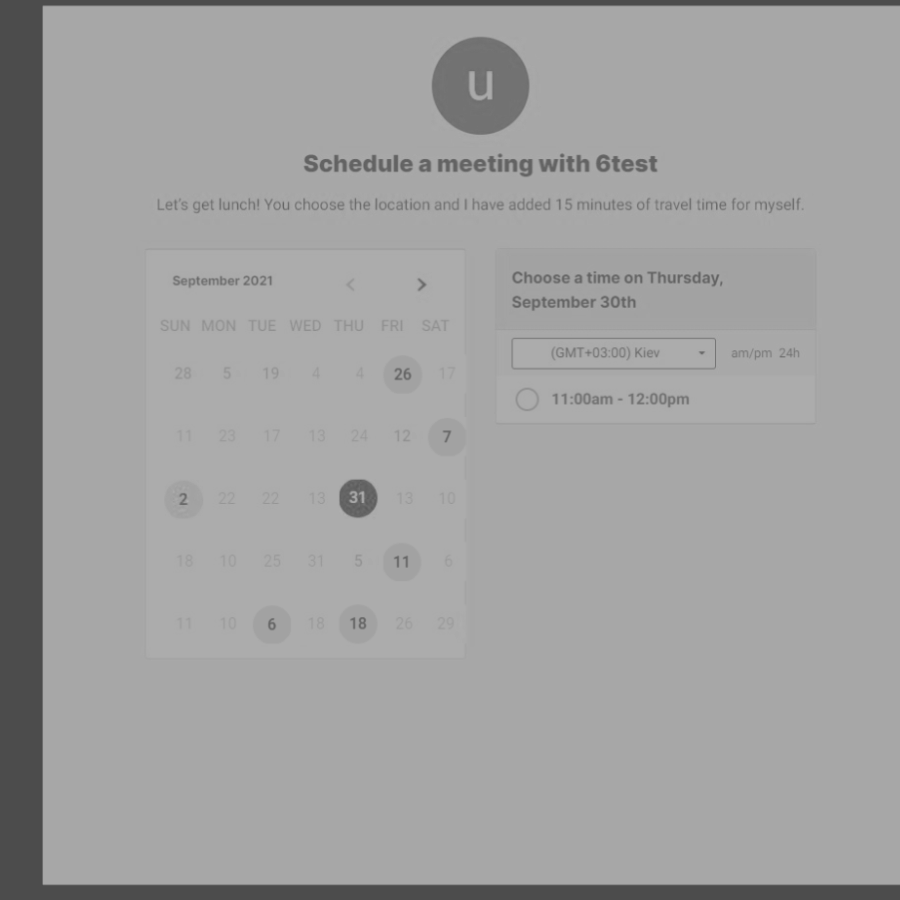 u
Schedule a meeting with 6test
Let's get lunch! You choose the location and I have added 15 minutes of travel time for myself.
September 2021
SUN MON TUE WED THU FRI SAT
28 5 19 4 4 26 17
11 23 17 13 24 12 7
2 22 22 13 31 13 10
18 10 25 31 5 11 6
11 10 6 18 18 26 29
Choose a time on Thursday,
September 30th
(GMT+03:00) Kiev am/pm 24h
11:00am - 12:00pm